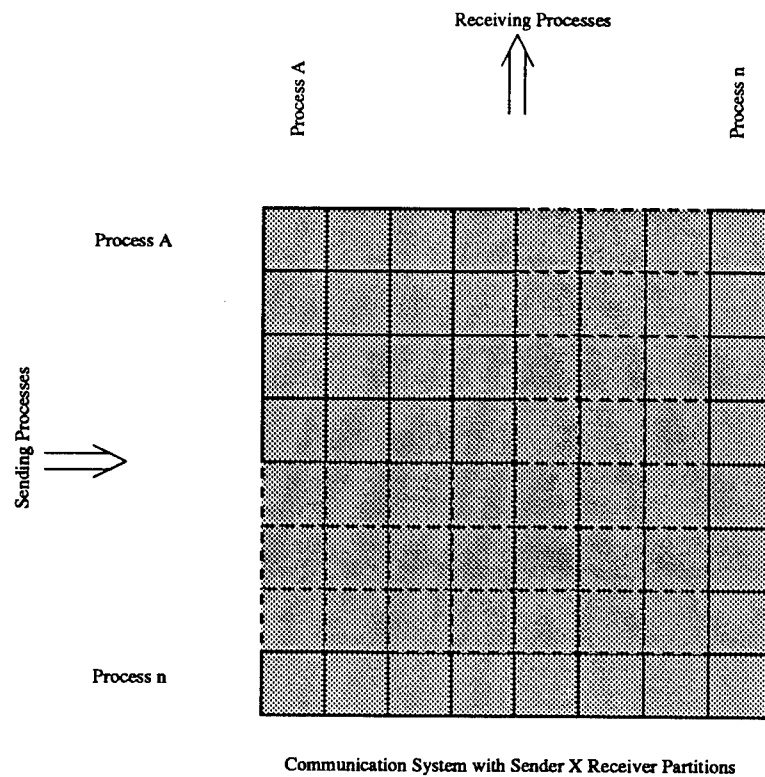 Receiving Processes
Process A
Process n
Process A
Sending Processes
Process n
Communication System with Sender X Receiver Partitions